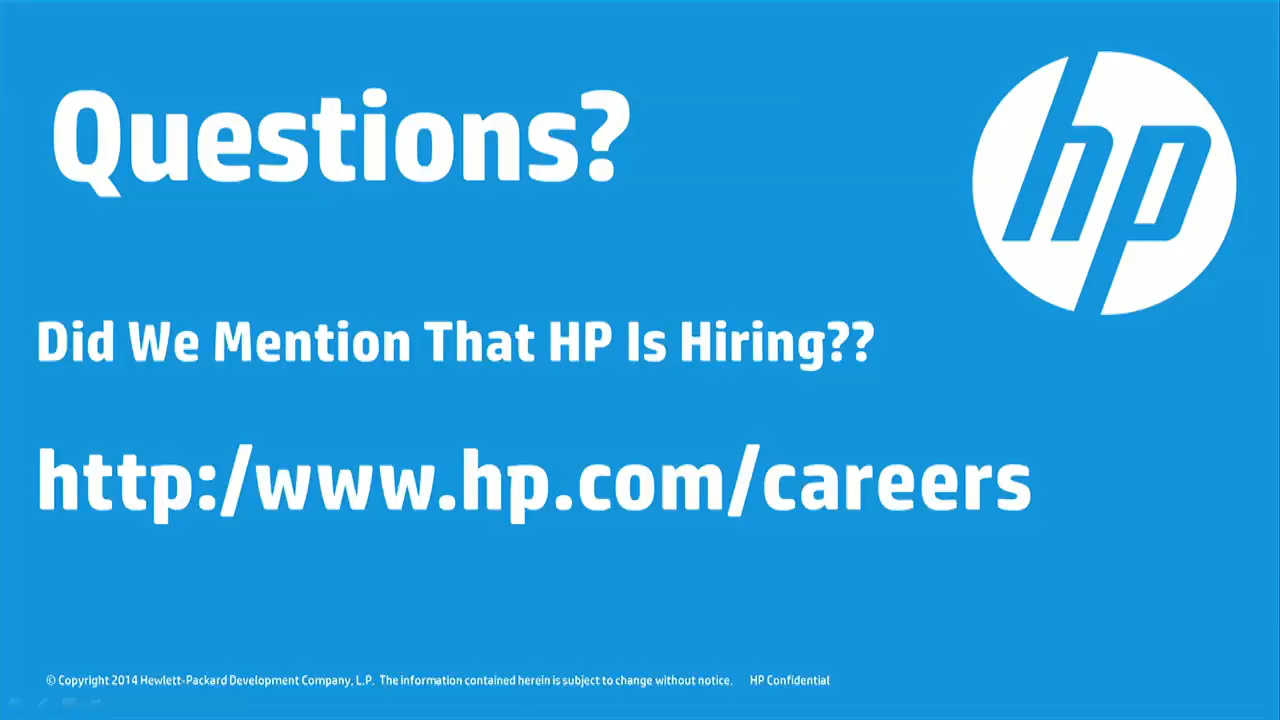 Questions?
hp
Did We Mention That HP Is Hiring??
http:/www.hp.com/careers
© Copyright 2014 Hewlett-Packard Development Company, L.P. The information contained herein is subject to change without notice. HP Confidential